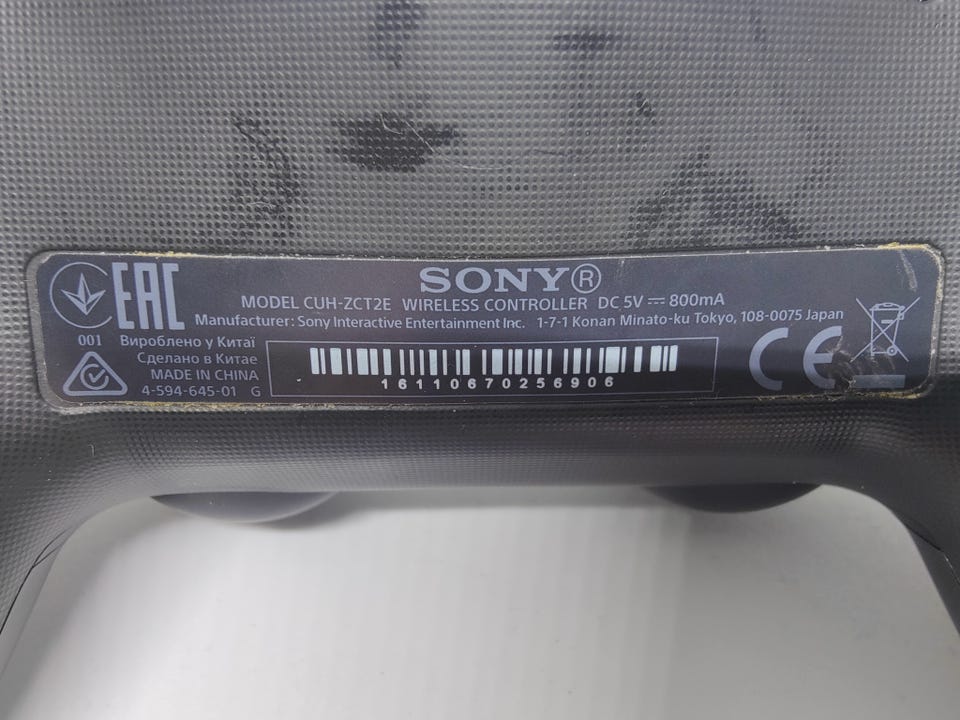 EAC
SONY®
MODEL CUH-ZCT2E WIRELESS CONTROLLER DC 5V ⎓ 800mA
Manufacturer: Sony Interactive Entertainment Inc. 1-7-1 Konan Minato-ku Tokyo, 108-0075 Japan
001 Вироблено у Китаї
Сделано в Китае
MADE IN CHINA
4-594-645-01 G
16110670256906
CE